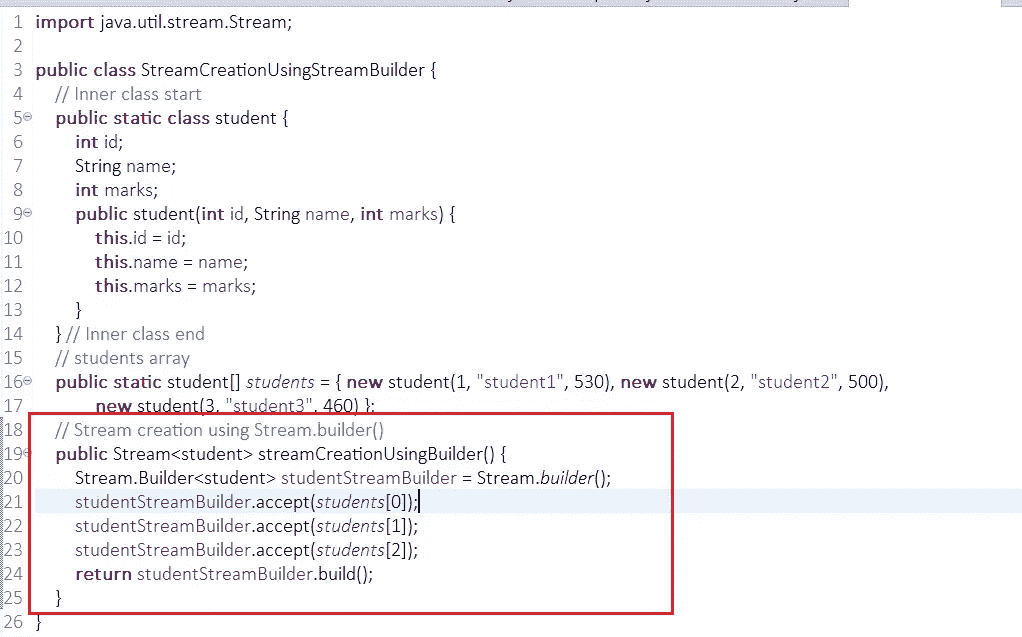 1 import java.util.stream.Stream;
2
3 public class StreamCreationUsingStreamBuilder {
4 // Inner class start
5 public static class student {
6 int id;
7 String name;
8 int marks;
9 public student(int id, String name, int marks) {
10 this.id = id;
11 this.name = name;
12 this.marks = marks;
13 }
14 } // Inner class end
15 // students array
16 public static student[] students = { new student(1, "student1", 530), new student(2, "student2", 500),
17 new student(3, "student3", 460) };
18 // Stream creation using Stream.builder()
19 public Stream<student> streamCreationUsingBuilder() {
20 Stream.Builder<student> studentStreamBuilder = Stream.builder();
21 studentStreamBuilder.accept(students[0]);
22 studentStreamBuilder.accept(students[1]);
23 studentStreamBuilder.accept(students[2]);
24 return studentStreamBuilder.build();
25 }
26 }